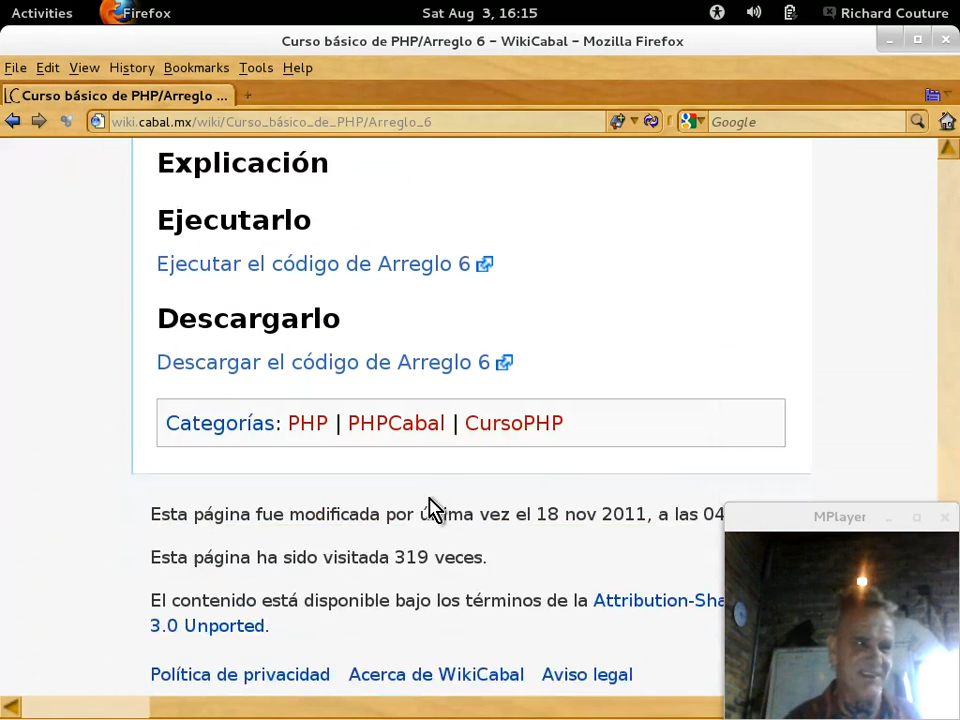 Activities Firefox Sat Aug 3, 16:15 Richard Couture
Curso básico de PHP/Arreglo 6 – WikiCabal – Mozilla Firefox
File Edit View History Bookmarks Tools Help
Curso básico de PHP/Arreglo ...
wiki.cabal.mx/wiki/Curso_básico_de_PHP/Arreglo_6 Google
Explicación
Ejecutarlo
Ejecutar el código de Arreglo 6
Descargarlo
Descargar el código de Arreglo 6
Categorías: PHP | PHPCabal | CursoPHP
Esta página fue modificada por última vez el 18 nov 2011, a las 04
MPlayer
Esta página ha sido visitada 319 veces.
El contenido está disponible bajo los términos de la Attribution-Sha
3.0 Unported.
Política de privacidad Acerca de WikiCabal Aviso legal